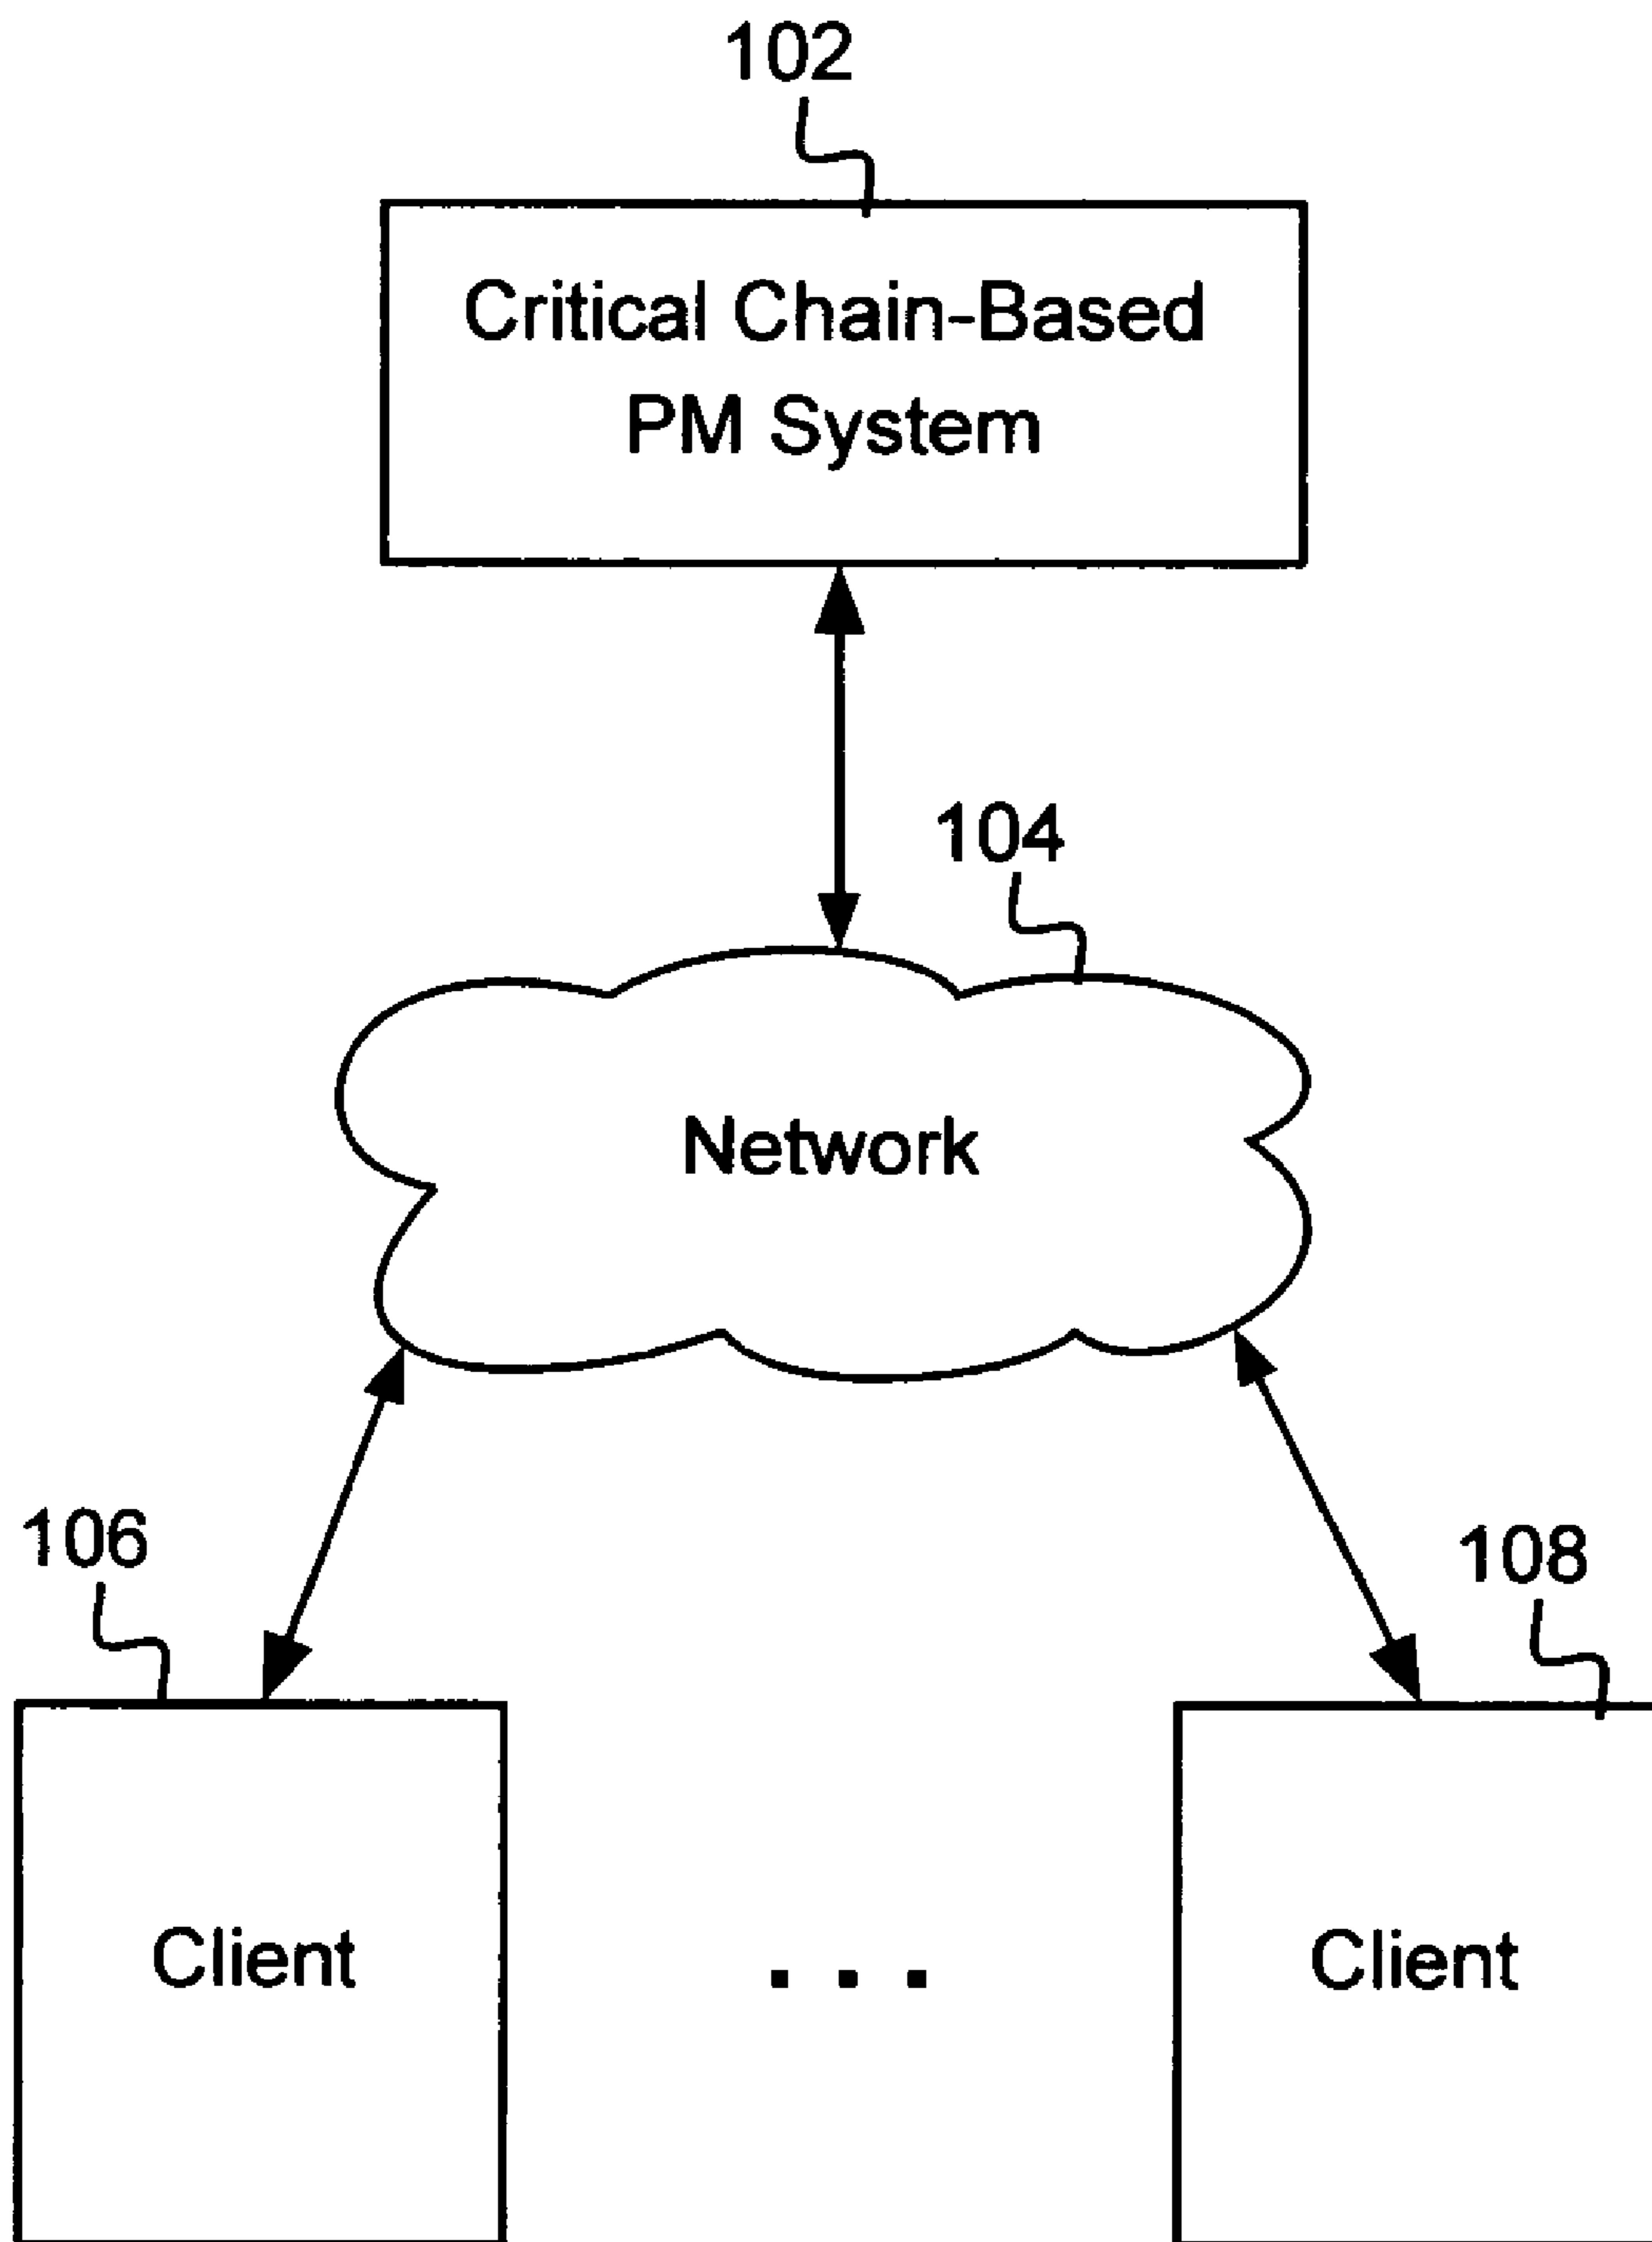 102
Critical Chain-Based
PM System
104
Network
106
108
Client
. . .
Client